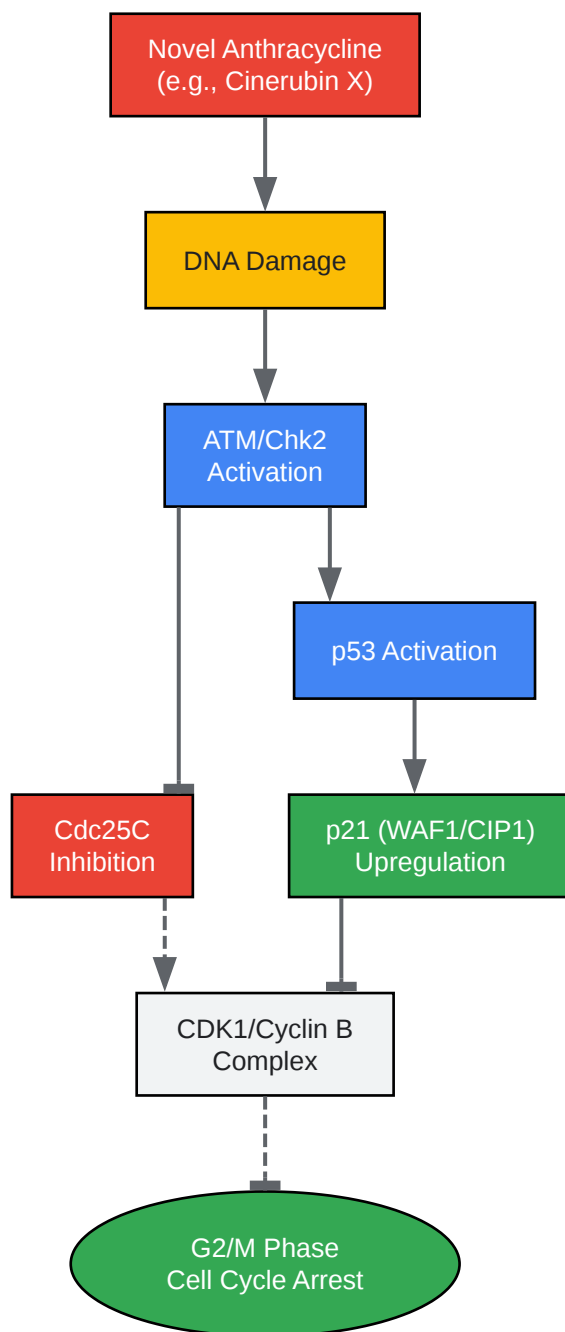 Novel Anthracycline
(e.g., Cinerubin X)
DNA Damage
ATM/Chk2
Activation
p53 Activation
Cdc25C
Inhibition
p21 (WAF1/CIP1)
Upregulation
CDK1/Cyclin B
Complex
G2/M Phase
Cell Cycle Arrest